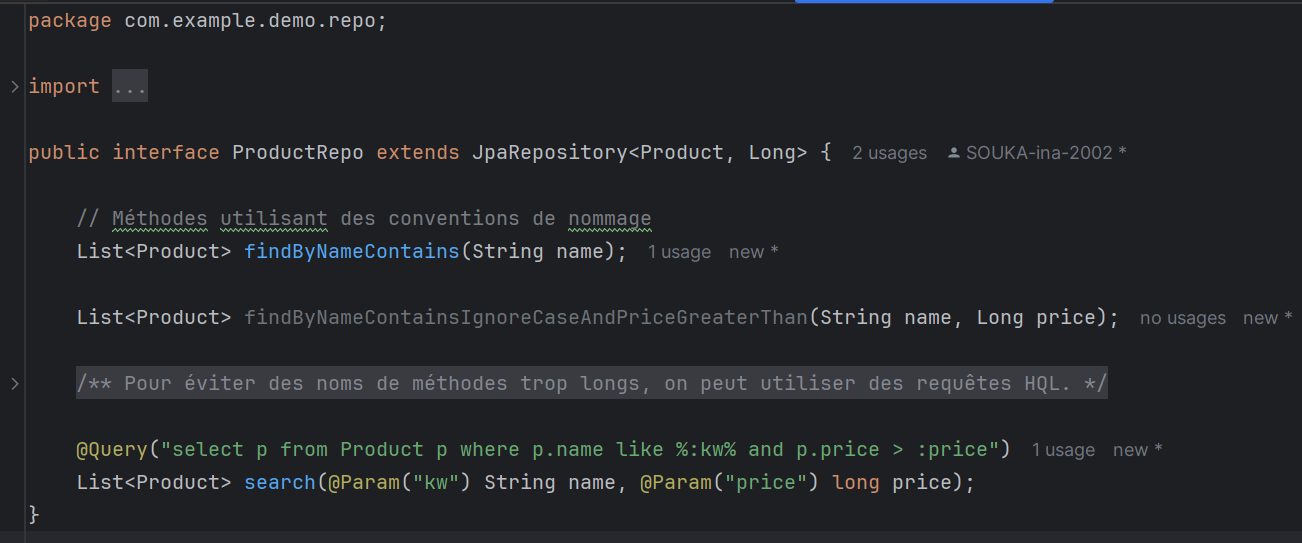 package com.example.demo.repo;
import ...
public interface ProductRepo extends JpaRepository<Product, Long> { 2 usages SOUKA-ina-2002 *
// Méthodes utilisant des conventions de nommage
List<Product> findByNameContains(String name); 1 usage new *
List<Product> findByNameContainsIgnoreCaseAndPriceGreaterThan(String name, Long price); no usages new *
/** Pour éviter des noms de méthodes trop longs, on peut utiliser des requêtes HQL. */
@Query("select p from Product p where p.name like %:kw% and p.price > :price") 1 usage new *
List<Product> search(@Param("kw") String name, @Param("price") long price);
}